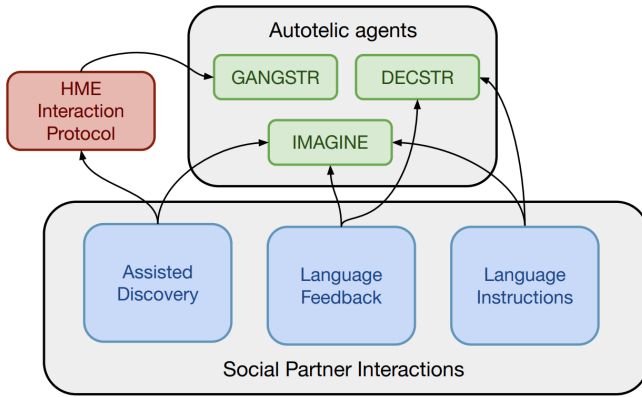 Autotelic agents
GANGSTR
DECSTR
HME
Interaction
Protocol
IMAGINE
Assisted
Discovery
Language
Feedback
Language
Instructions
Social Partner Interactions